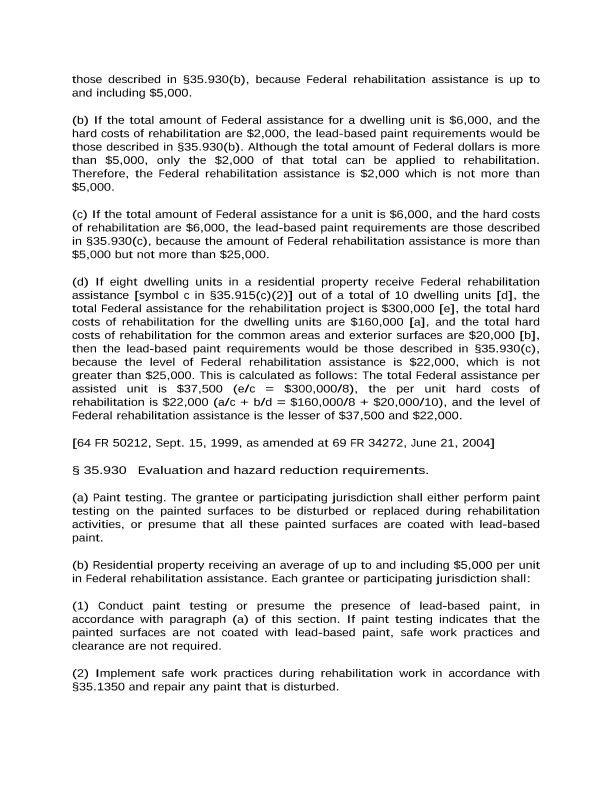 those described in §35.930(b), because Federal rehabilitation assistance is up to
and including $5,000.
(b) If the total amount of Federal assistance for a dwelling unit is $6,000, and the
hard costs of rehabilitation are $2,000, the lead-based paint requirements would be
those described in §35.930(b). Although the total amount of Federal dollars is more
than $5,000, only the $2,000 of that total can be applied to rehabilitation.
Therefore, the Federal rehabilitation assistance is $2,000 which is not more than
$5,000.
(c) If the total amount of Federal assistance for a unit is $6,000, and the hard costs
of rehabilitation are $6,000, the lead-based paint requirements are those described
in §35.930(c), because the amount of Federal rehabilitation assistance is more than
$5,000 but not more than $25,000.
(d) If eight dwelling units in a residential property receive Federal rehabilitation
assistance [symbol c in §35.915(c)(2)] out of a total of 10 dwelling units [d], the
total Federal assistance for the rehabilitation project is $300,000 [e], the total hard
costs of rehabilitation for the dwelling units are $160,000 [a], and the total hard
costs of rehabilitation for the common areas and exterior surfaces are $20,000 [b],
then the lead-based paint requirements would be those described in §35.930(c),
because the level of Federal rehabilitation assistance is $22,000, which is not
greater than $25,000. This is calculated as follows: The total Federal assistance per
assisted unit is $37,500 (e/c = $300,000/8), the per unit hard costs of
rehabilitation is $22,000 (a/c + b/d = $160,000/8 + $20,000/10), and the level of
Federal rehabilitation assistance is the lesser of $37,500 and $22,000.
[64 FR 50212, Sept. 15, 1999, as amended at 69 FR 34272, June 21, 2004]
§ 35.930 Evaluation and hazard reduction requirements.
(a) Paint testing. The grantee or participating jurisdiction shall either perform paint
testing on the painted surfaces to be disturbed or replaced during rehabilitation
activities, or presume that all these painted surfaces are coated with lead-based
paint.
(b) Residential property receiving an average of up to and including $5,000 per unit
in Federal rehabilitation assistance. Each grantee or participating jurisdiction shall:
(1) Conduct paint testing or presume the presence of lead-based paint, in
accordance with paragraph (a) of this section. If paint testing indicates that the
painted surfaces are not coated with lead-based paint, safe work practices and
clearance are not required.
(2) Implement safe work practices during rehabilitation work in accordance with
§35.1350 and repair any paint that is disturbed.